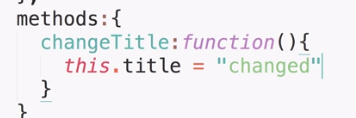 methods:{
changeTitle:function(){
this.title = "changed"
}
}